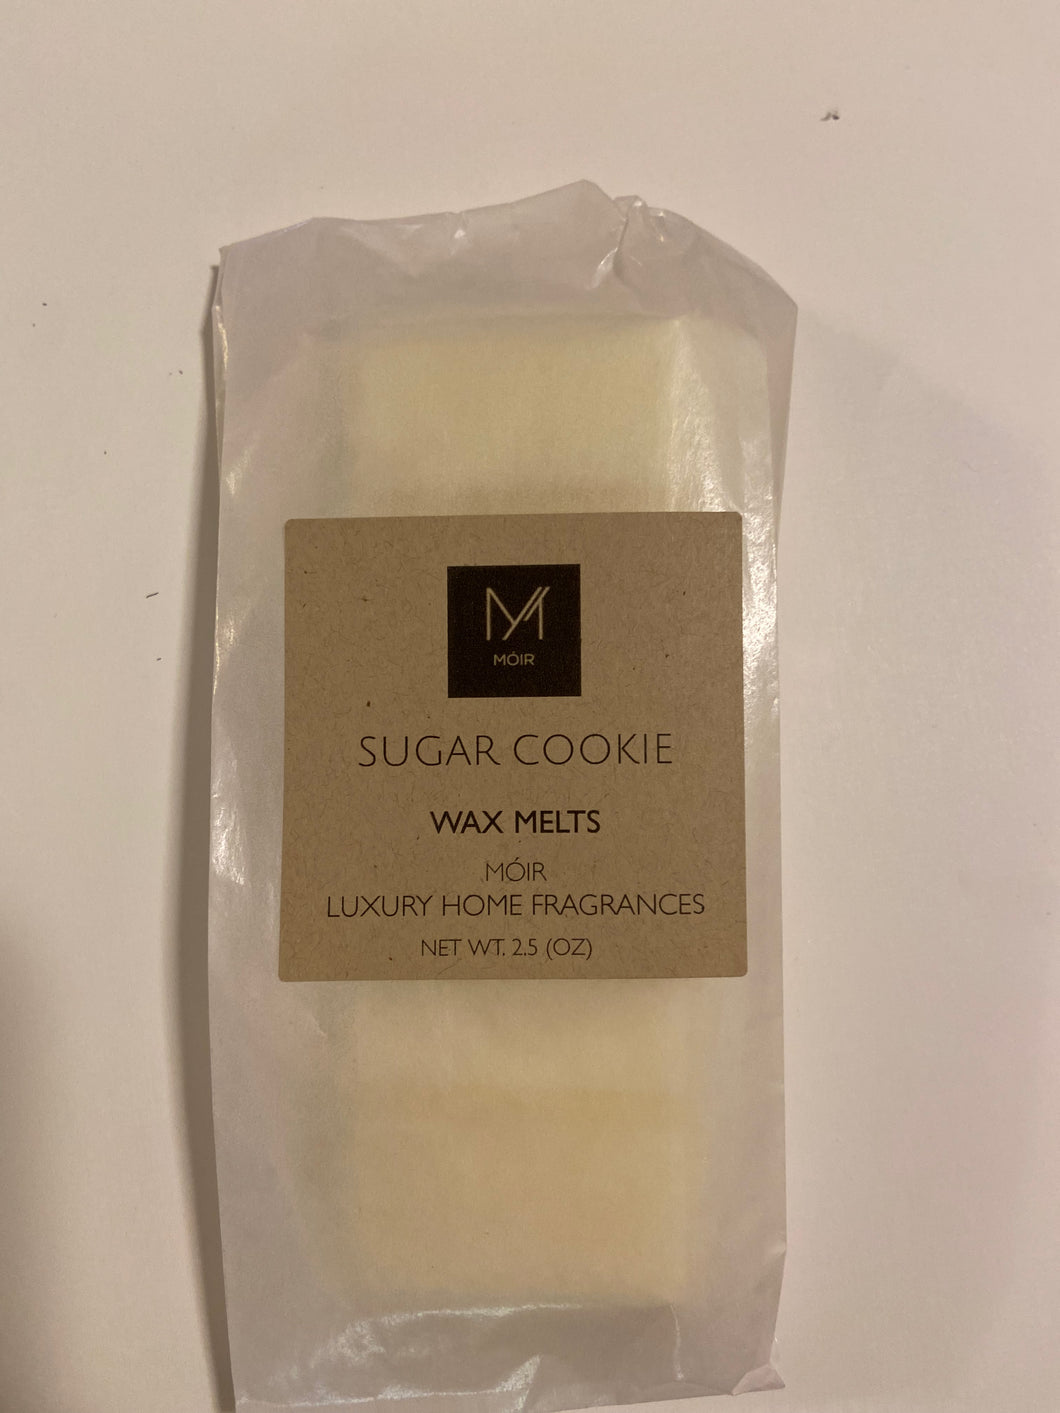 MÓIR
SUGAR COOKIE
WAX MELTS
MÓIR
LUXURY HOME FRAGRANCES
NET WT. 2.5 (OZ)